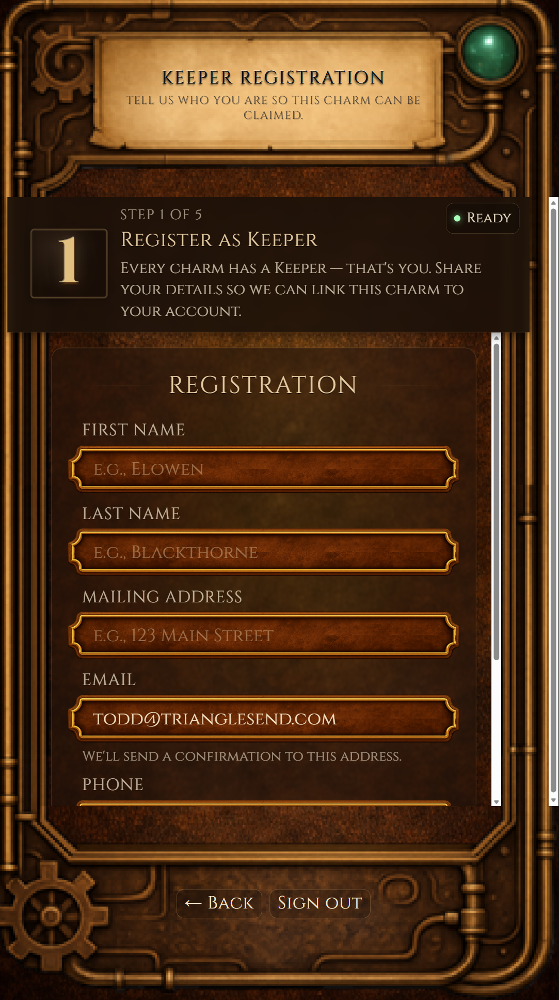 KEEPER REGISTRATION
TELL US WHO YOU ARE SO THIS CHARM CAN BE
CLAIMED.
STEP 1 OF 5
Ready
1
Register as Keeper
Every charm has a Keeper — that's you. Share
your details so we can link this charm to
your account.
REGISTRATION
FIRST NAME
e.g., Elowen
LAST NAME
e.g., Blackthorne
MAILING ADDRESS
e.g., 123 Main Street
EMAIL
todd@trianglesend.com
We'll send a confirmation to this address.
PHONE
← Back
Sign out